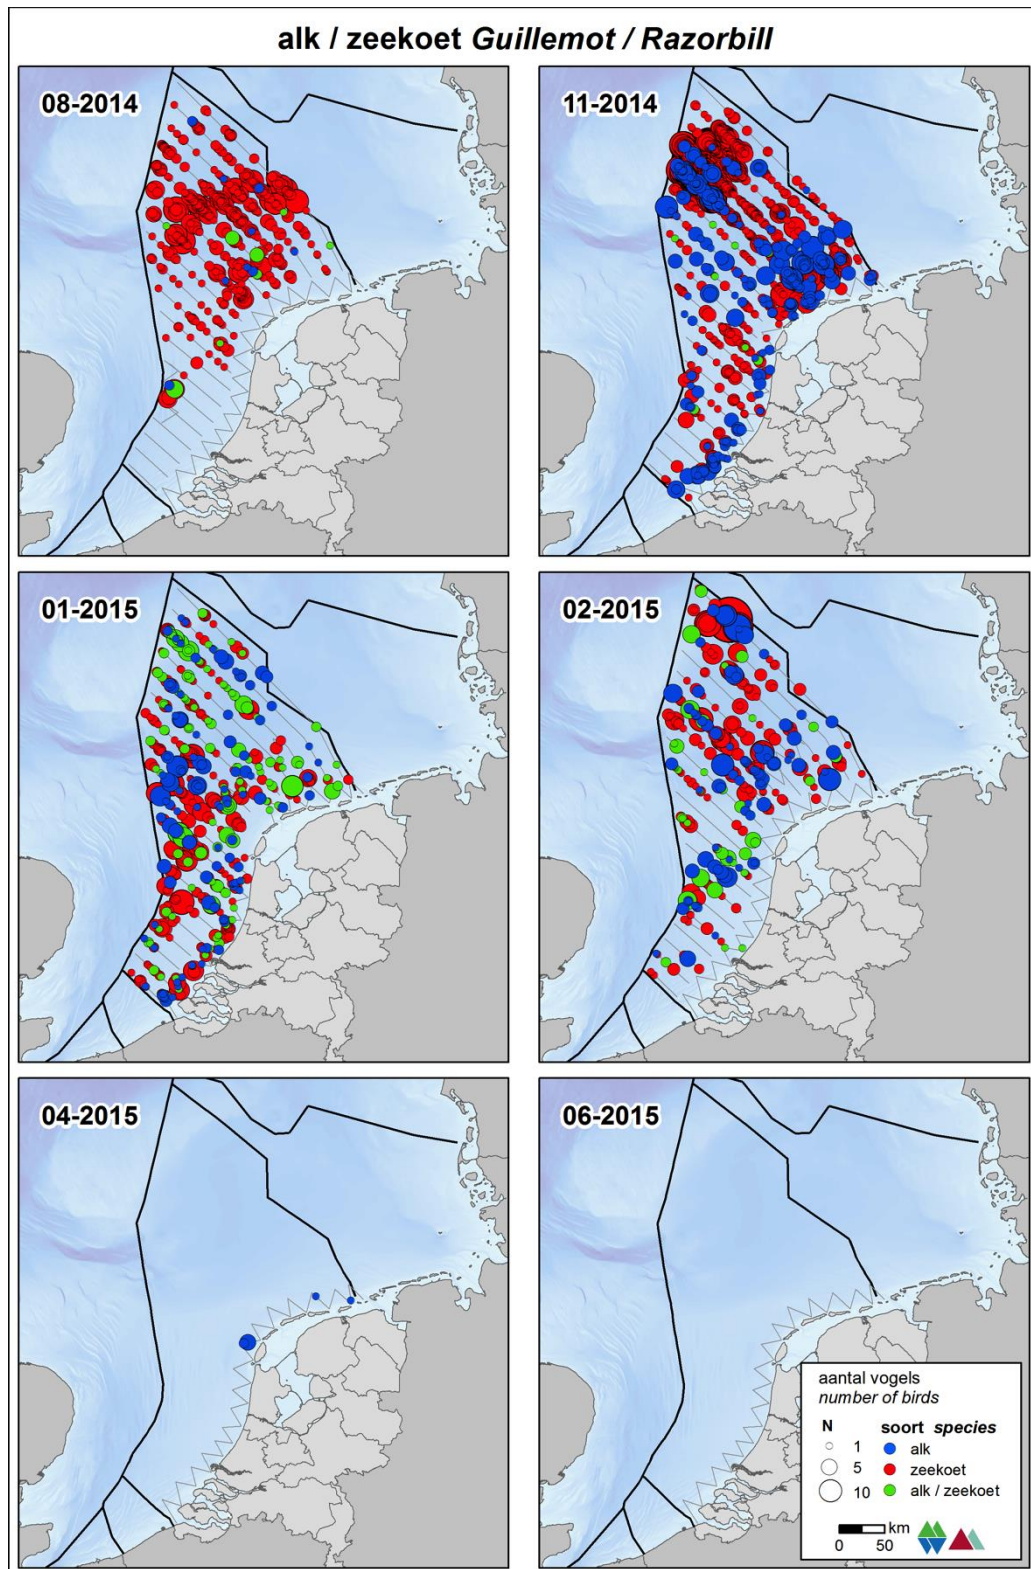 alk / zeekoet Guillemot / Razorbill
08-2014
11-2014
01-2015
02-2015
04-2015
06-2015
aantal vogels
number of birds
N soort species
1 alk
5 zeekoet
10 alk / zeekoet
km
0 50